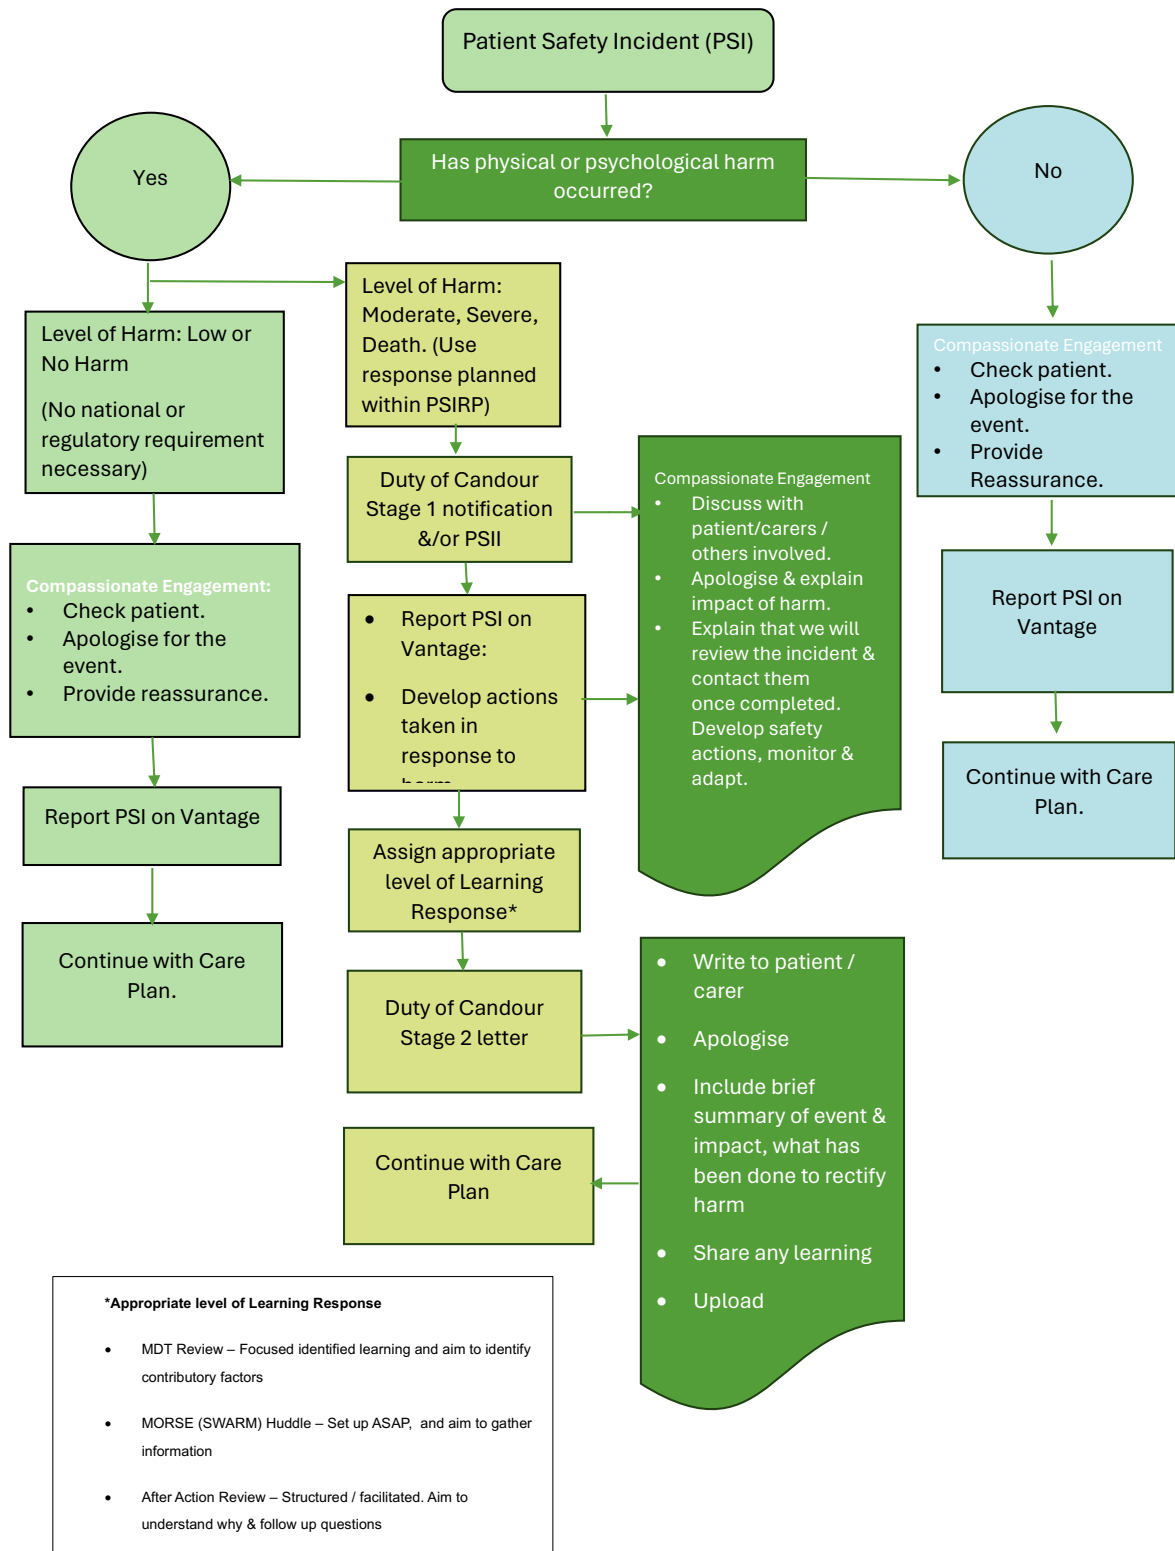 Patient Safety Incident (PSI)
Has physical or psychological harm
occurred?
Yes
No
Level of Harm: Low or
No Harm
(No national or
regulatory requirement
necessary)
Compassionate Engagement:
• Check patient.
• Apologise for the
event.
• Provide reassurance.
Report PSI on Vantage
Continue with Care
Plan.
Level of Harm:
Moderate, Severe,
Death. (Use
response planned
within PSIRP)
Duty of Candour
Stage 1 notification
&/or PSII
• Report PSI on
Vantage:
• Develop actions
taken in
response to
Assign appropriate
level of Learning
Response*
Duty of Candour
Stage 2 letter
Continue with Care
Plan
Compassionate Engagement
• Discuss with
patient/carers /
others involved.
• Apologise & explain
impact of harm.
• Explain that we will
review the incident &
contact them
once completed.
Develop safety
actions, monitor &
adapt.
• Write to patient /
carer
• Apologise
• Include brief
summary of event &
impact, what has
been done to rectify
harm
• Share any learning
• Upload
Compassionate Engagement
• Check patient.
• Apologise for the
event.
• Provide
Reassurance.
Report PSI on
Vantage
Continue with Care
Plan.
*Appropriate level of Learning Response
• MDT Review – Focused identified learning and aim to identify
contributory factors
• MORSE (SWARM) Huddle – Set up ASAP, and aim to gather
information
• After Action Review – Structured / facilitated. Aim to
understand why & follow up questions